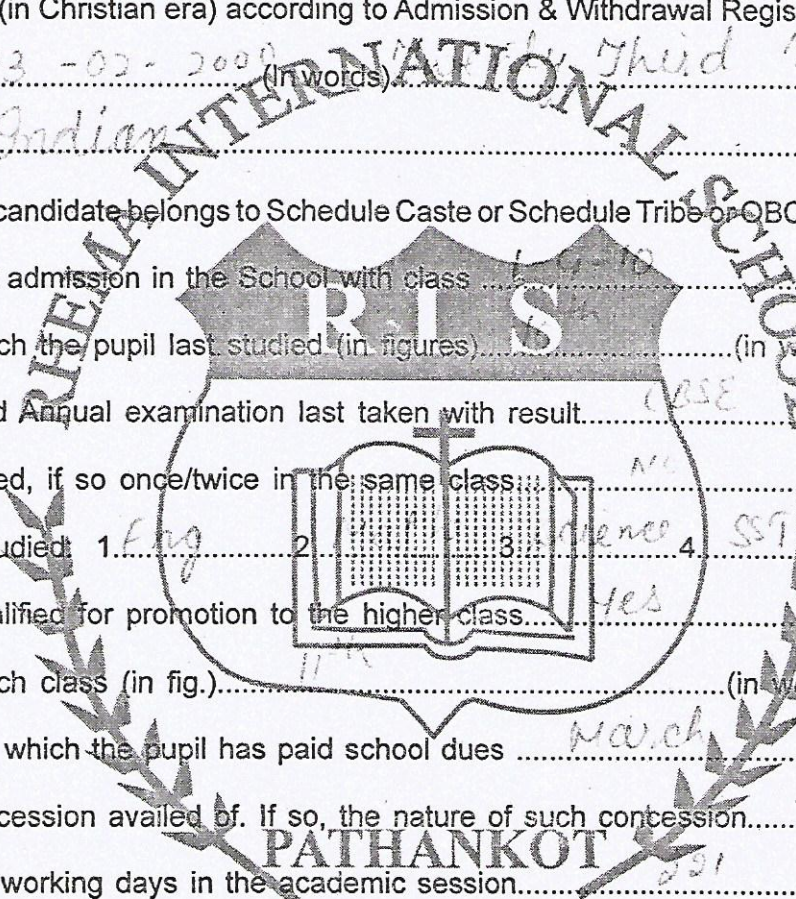 (in Christian era) according to Admission & Withdrawal Regis
3 -02- 2000 (In words) Third
Indian
candidate belongs to Schedule Caste or Schedule Tribe or OBC
admission in the School with class
ch the pupil last studied (in figures) (in w
d Annual examination last taken with result CBSE
ed, if so once/twice in the same class No
udied: 1 Eng 2 3 Science 4 SST
alified for promotion to the higher class Yes
ch class (in fig.) 11th (in w
which the pupil has paid school dues March
cession availed of. If so, the nature of such concession
working days in the academic session 221
INTERNATIONAL SCHOOL
R I S
PATHANKOT